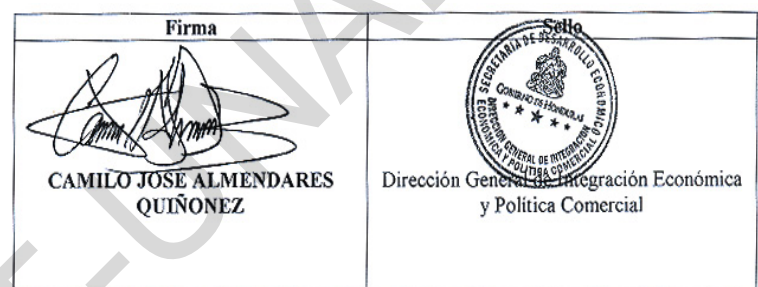 Firma
Sello
SECRETARIA DE DESARROLLO ECONOMICO
GOBIERNO DE HONDURAS
DIRECCION GENERAL DE INTEGRACION
ECONOMICA Y POLITICA COMERCIAL
CAMILO JOSE ALMENDARES
QUIÑONEZ
Dirección General de Integración Económica
y Política Comercial